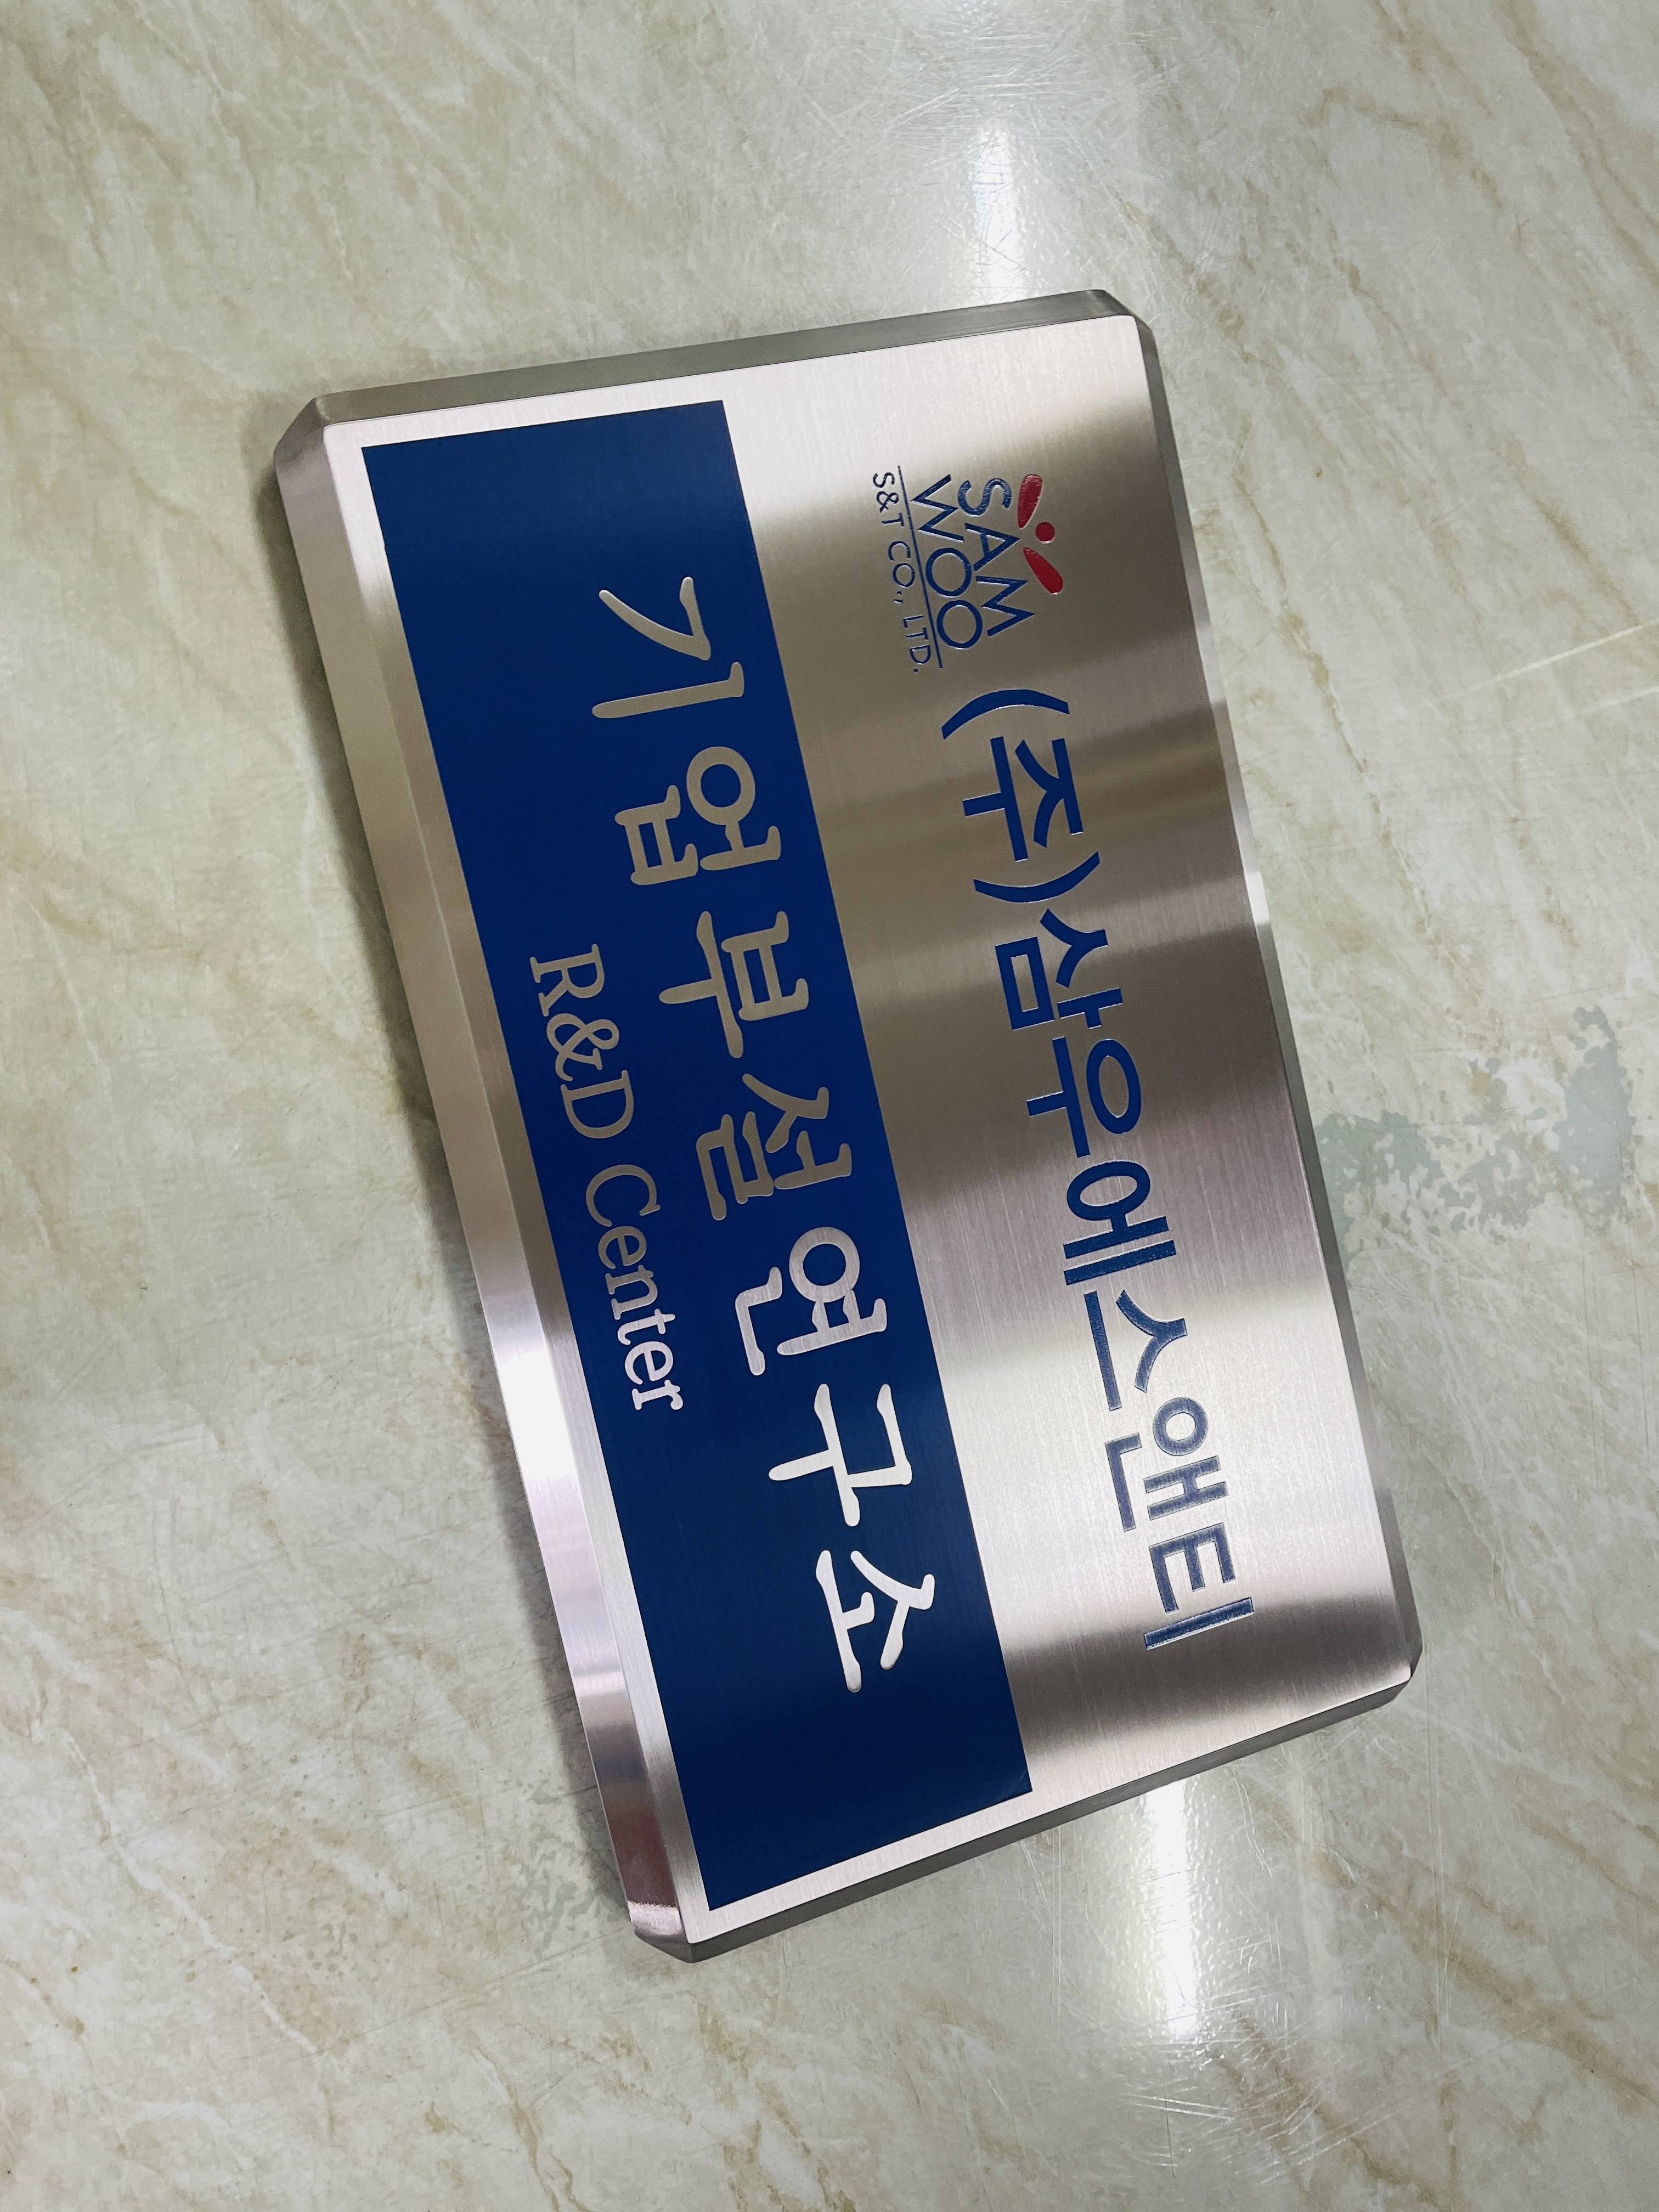 SAM
WOO
S&T CO., LTD.
(주)삼우에스앤티
기업부설연구소
R&D Center